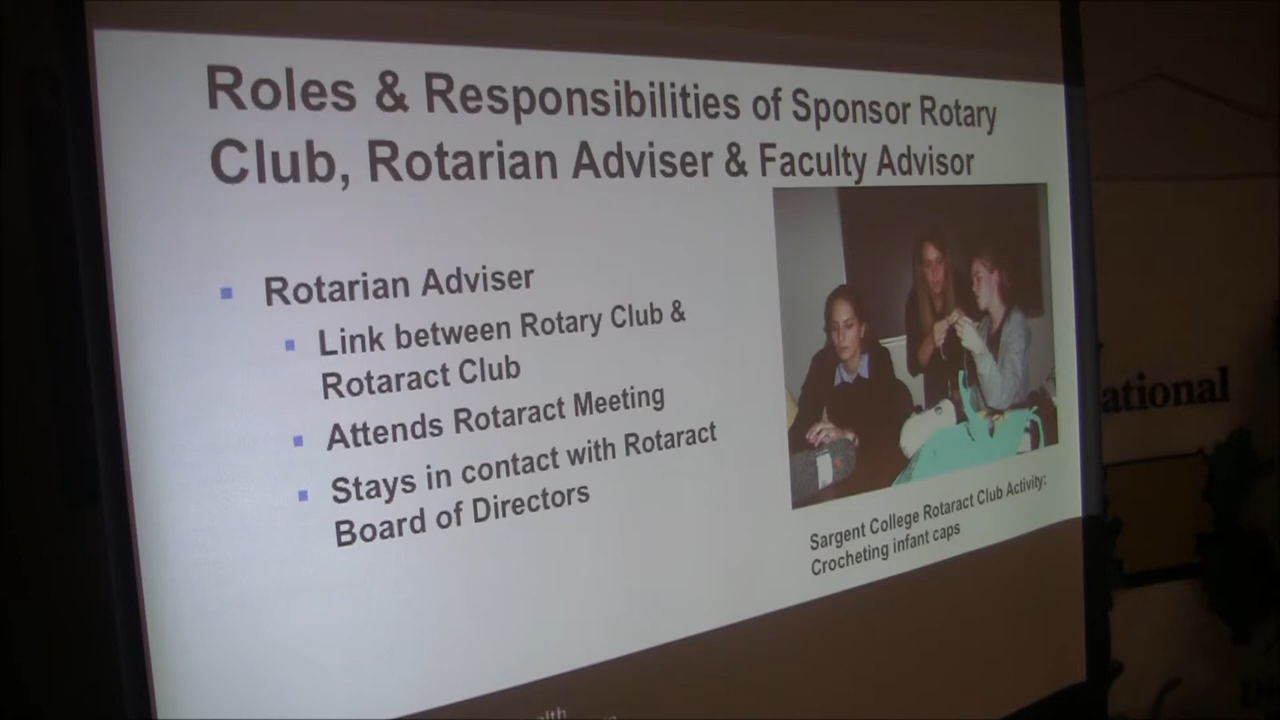 Roles & Responsibilities of Sponsor Rotary
Club, Rotarian Adviser & Faculty Advisor
Rotarian Adviser
Link between Rotary Club &
Rotaract Club
Attends Rotaract Meeting
Stays in contact with Rotaract
Board of Directors
Sargent College Rotaract Club Activity:
Crocheting infant caps
ational